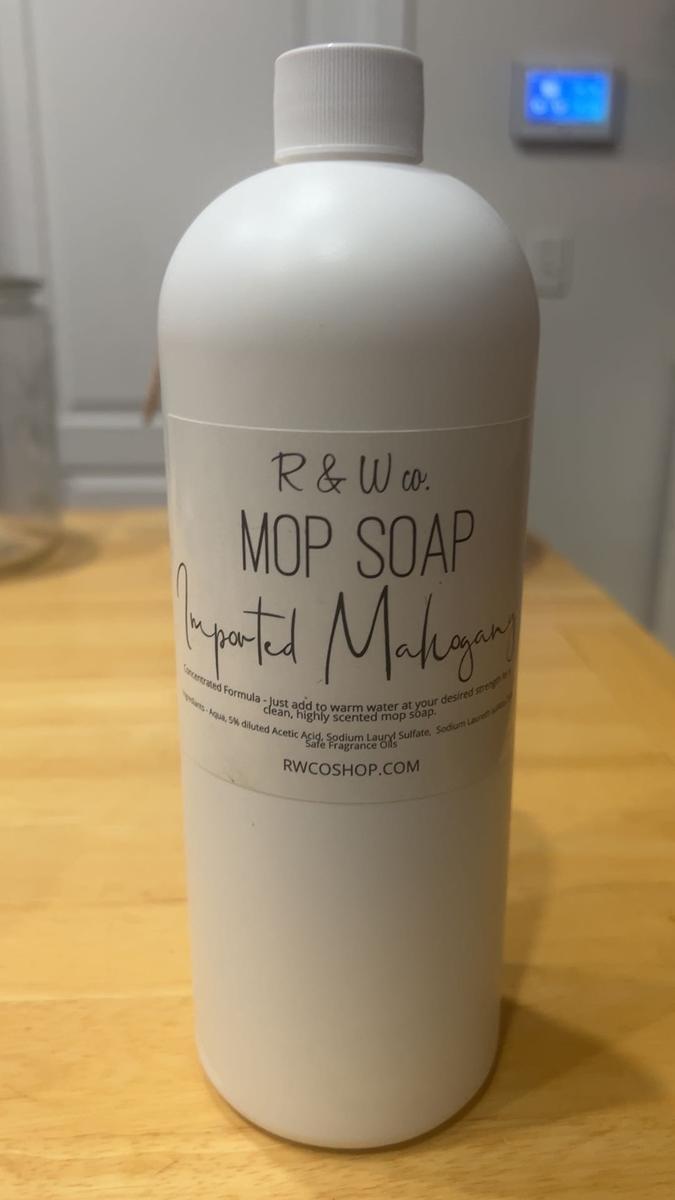 R & W co.
MOP SOAP
Imported Mahogany
Concentrated Formula - Just add to warm water at your desired strength for a
clean, highly scented mop soap.
Ingredients - Aqua, 5% diluted Acetic Acid, Sodium Lauryl Sulfate, Sodium Laureth
Safe Fragrance Oils
RWCOSHOP.COM